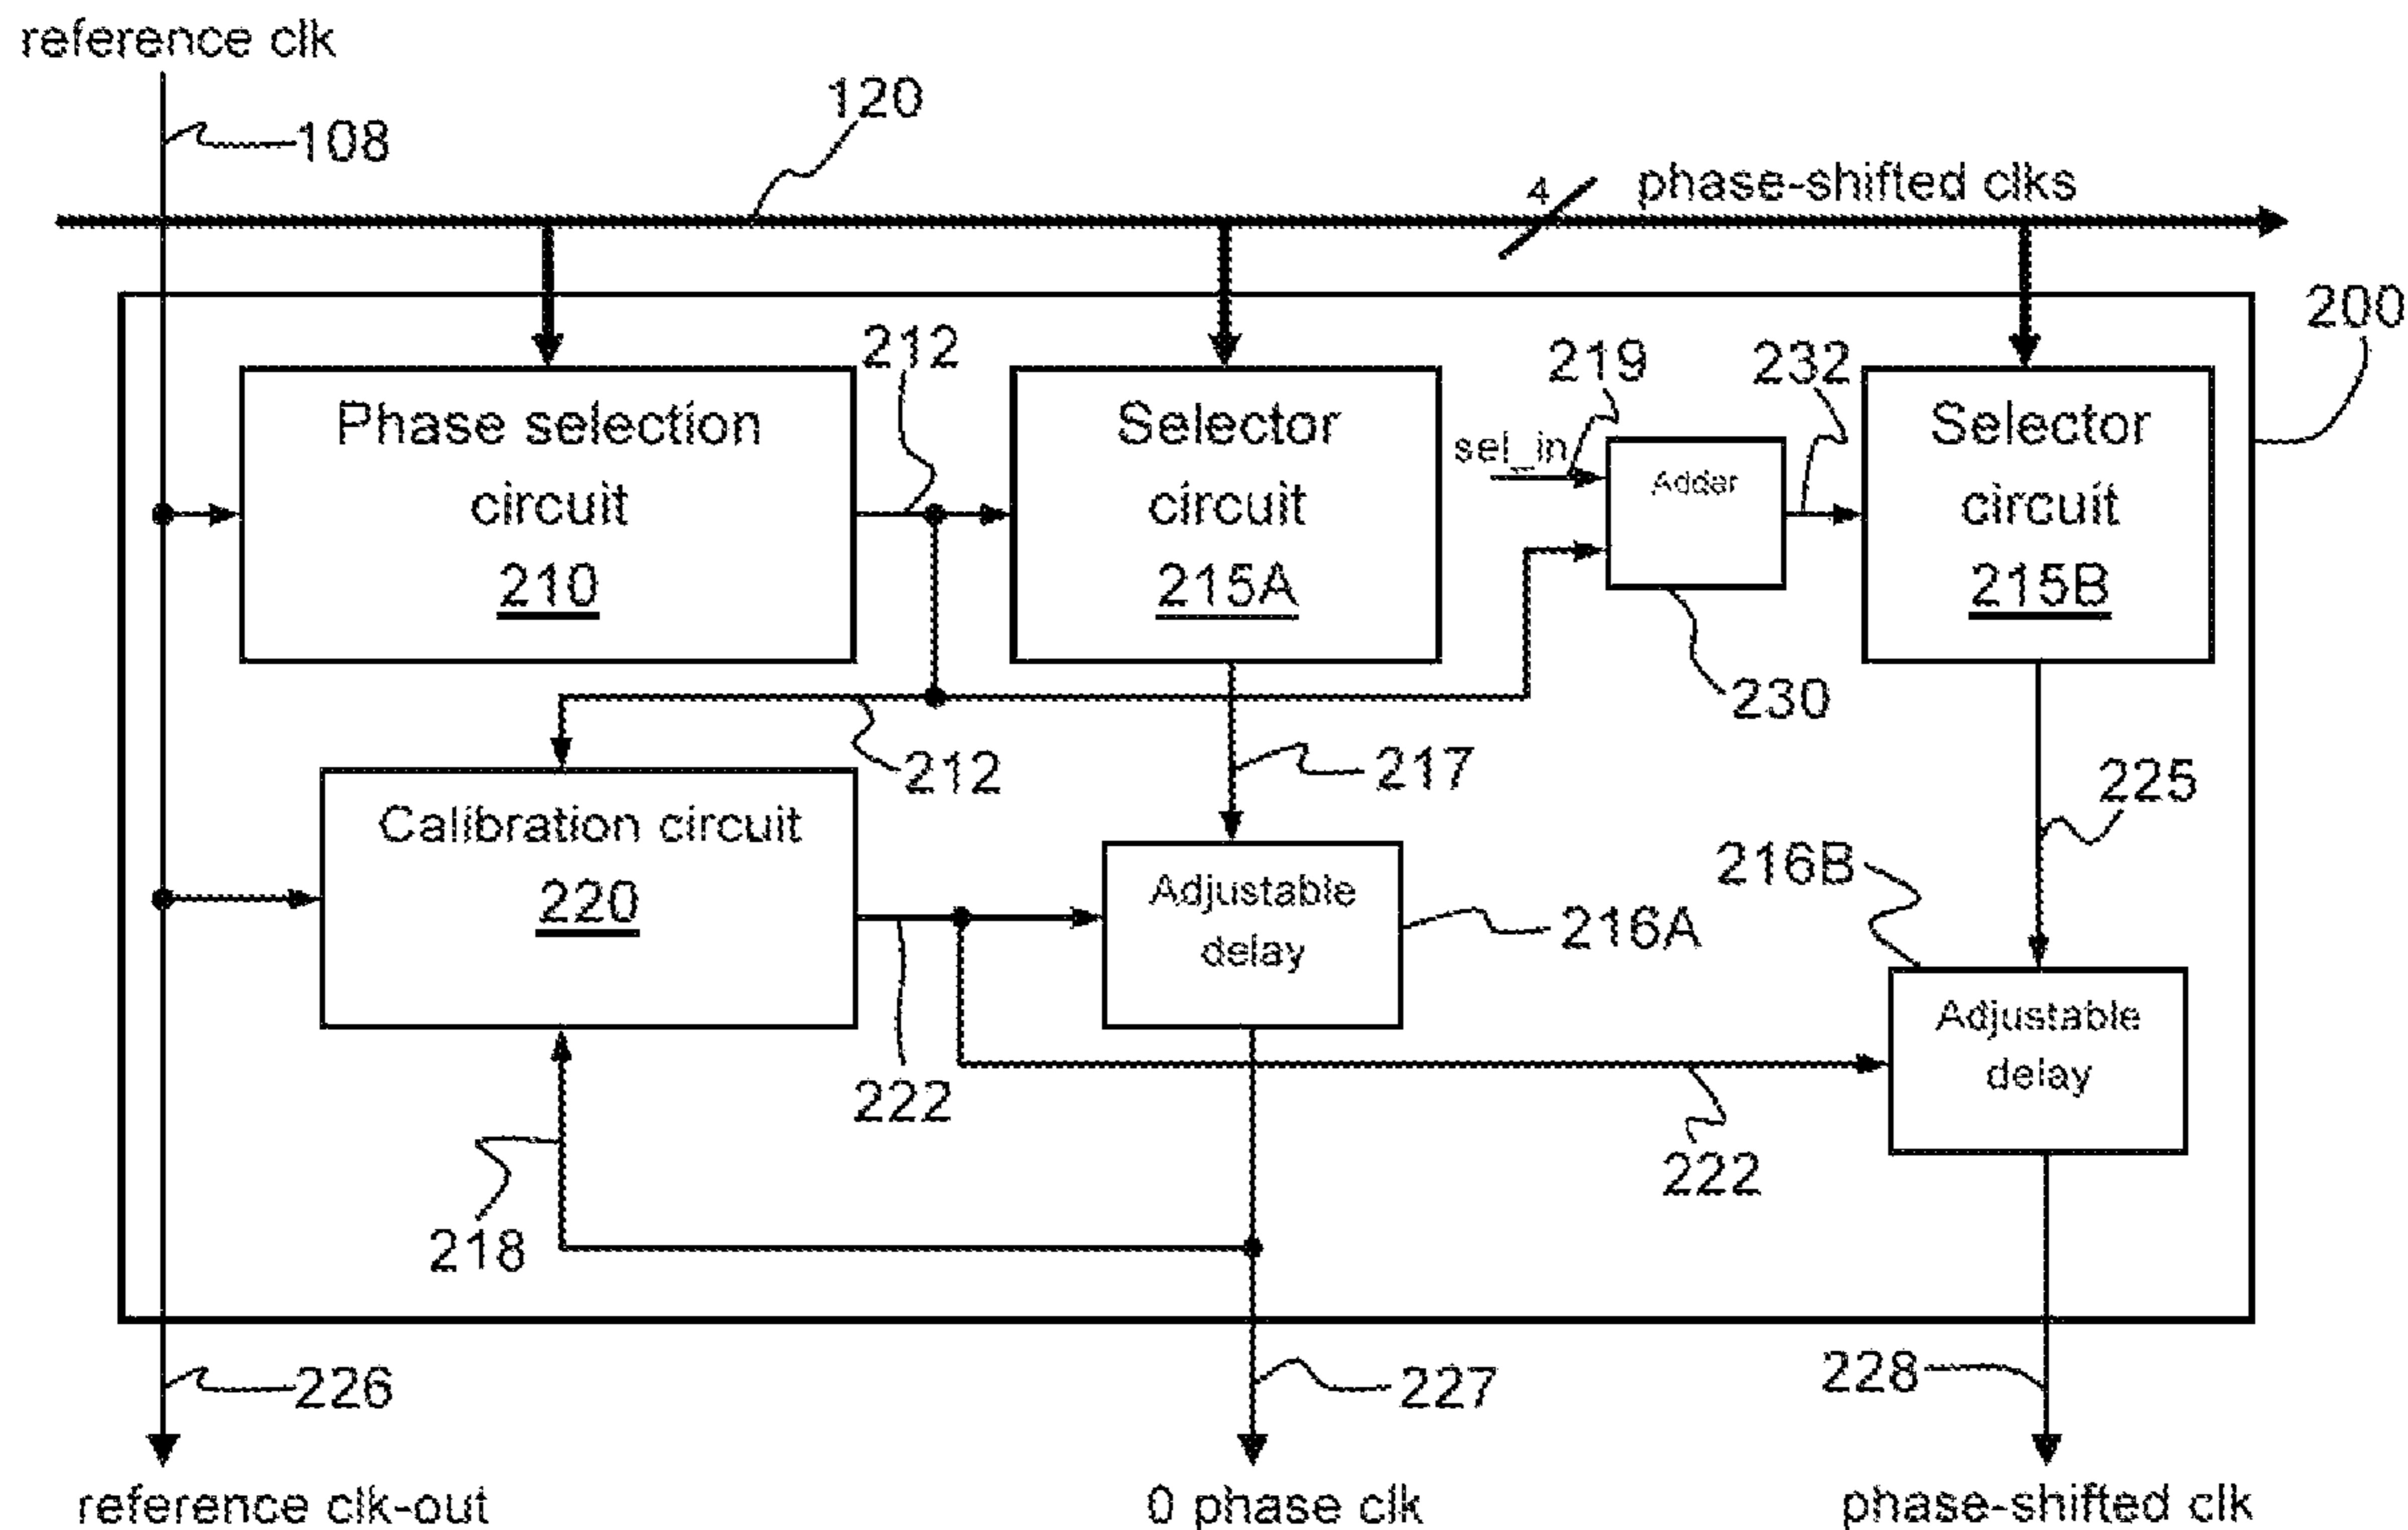 reference clk
120
108
4
phase-shifted clks
200
212
219
232
Phase selection
circuit
210
Selector
circuit
215A
sel_in
Adder
Selector
circuit
215B
230
212
217
225
Calibration circuit
220
Adjustable
delay
216A
216B
Adjustable
delay
222
222
218
226
227
228
reference clk-out
0 phase clk
phase-shifted clk